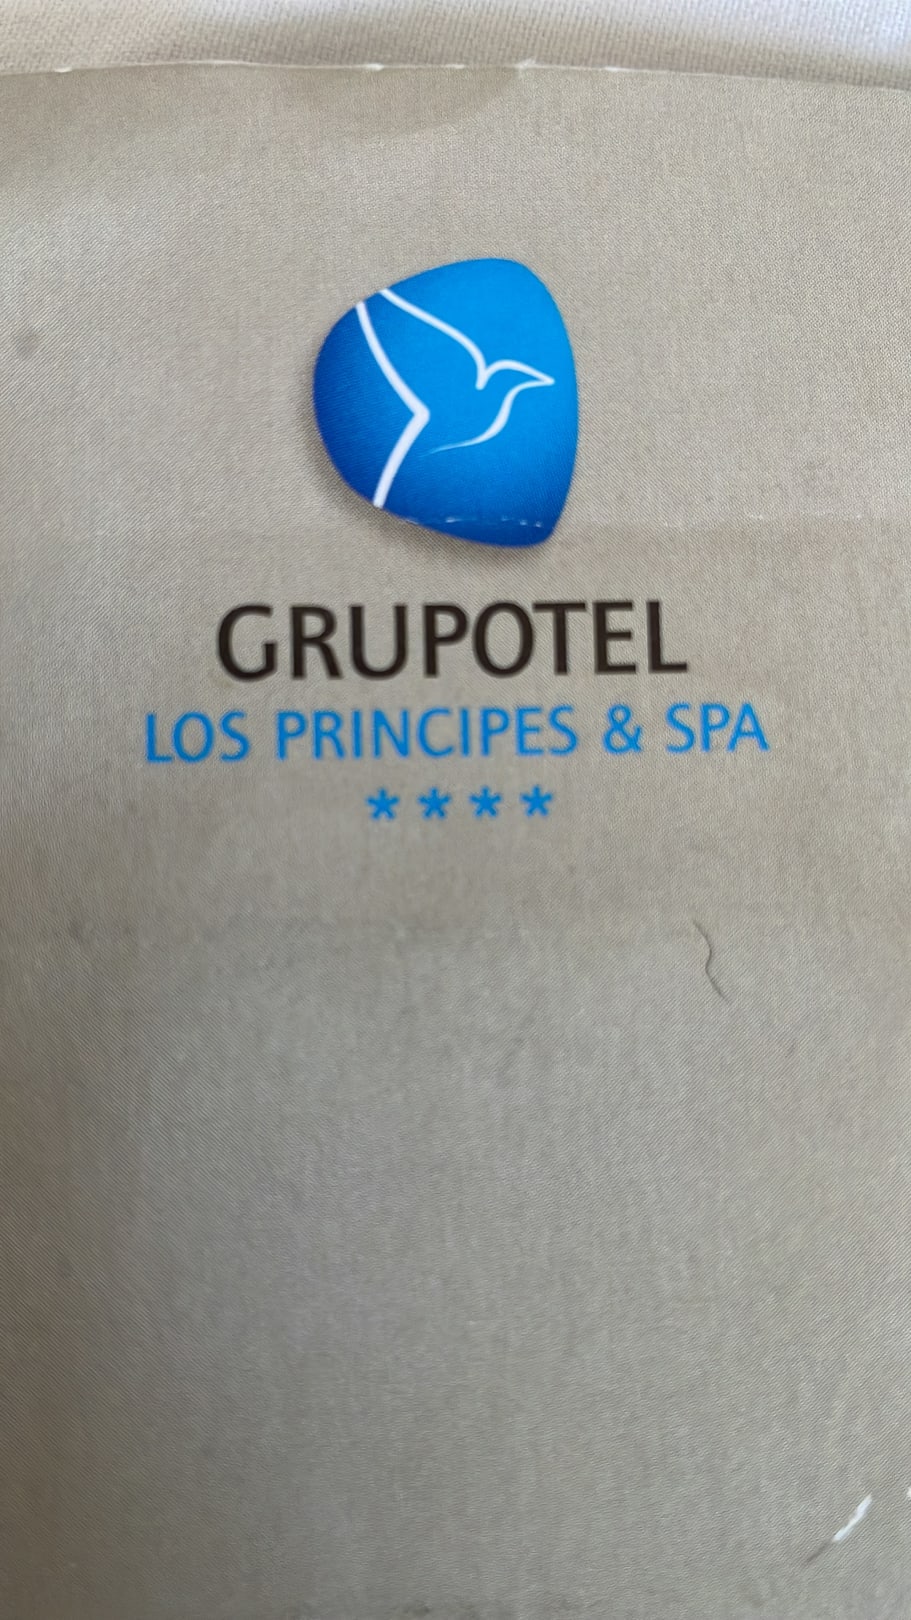 GRUPOTEL
LOS PRINCIPES & SPA
****